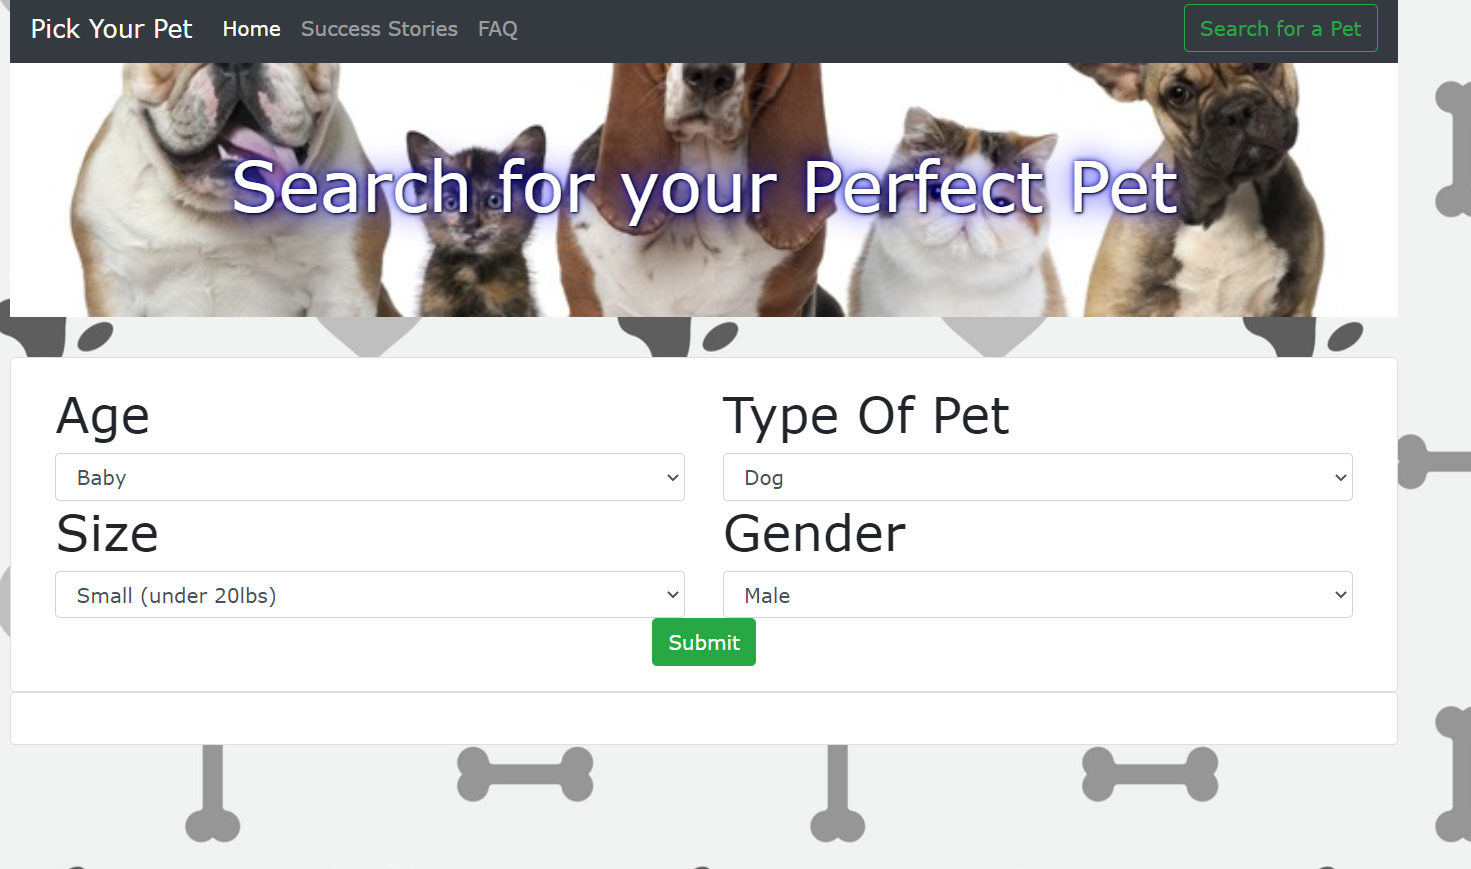 Pick Your Pet Home Success Stories FAQ Search for a Pet
Search for your Perfect Pet
Age Type Of Pet
Baby Dog
Size Gender
Small (under 20lbs) Male
Submit